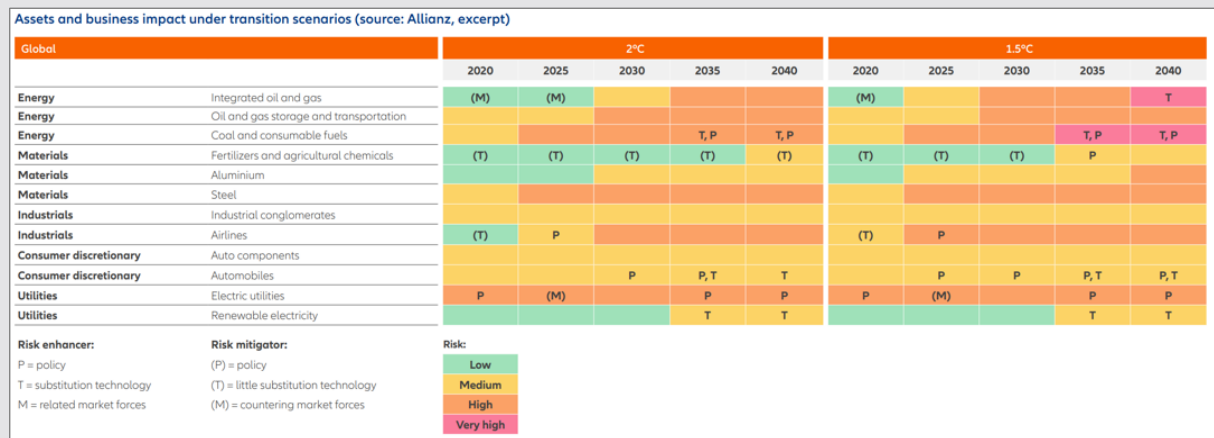 Assets and business impact under transition scenarios (source: Allianz, excerpt)
Global 2°C 1.5°C
2020 2025 2030 2035 2040 2020 2025 2030 2035 2040
Energy Integrated oil and gas (M) (M) (M) T
Energy Oil and gas storage and transportation
Energy Coal and consumable fuels T, P T, P T, P T, P
Materials Fertilizers and agricultural chemicals (T) (T) (T) (T) (T) (T) (T) (T) P
Materials Aluminium
Materials Steel
Industrials Industrial conglomerates
Industrials Airlines (T) P (T) P
Consumer discretionary Auto components
Consumer discretionary Automobiles P P, T T P P P, T P, T
Utilities Electric utilities P (M) P P P (M) P P
Utilities Renewable electricity T T T T
Risk enhancer: Risk mitigator: Risk:
P = policy (P) = policy Low
T = substitution technology (T) = little substitution technology Medium
M = related market forces (M) = countering market forces High
Very high